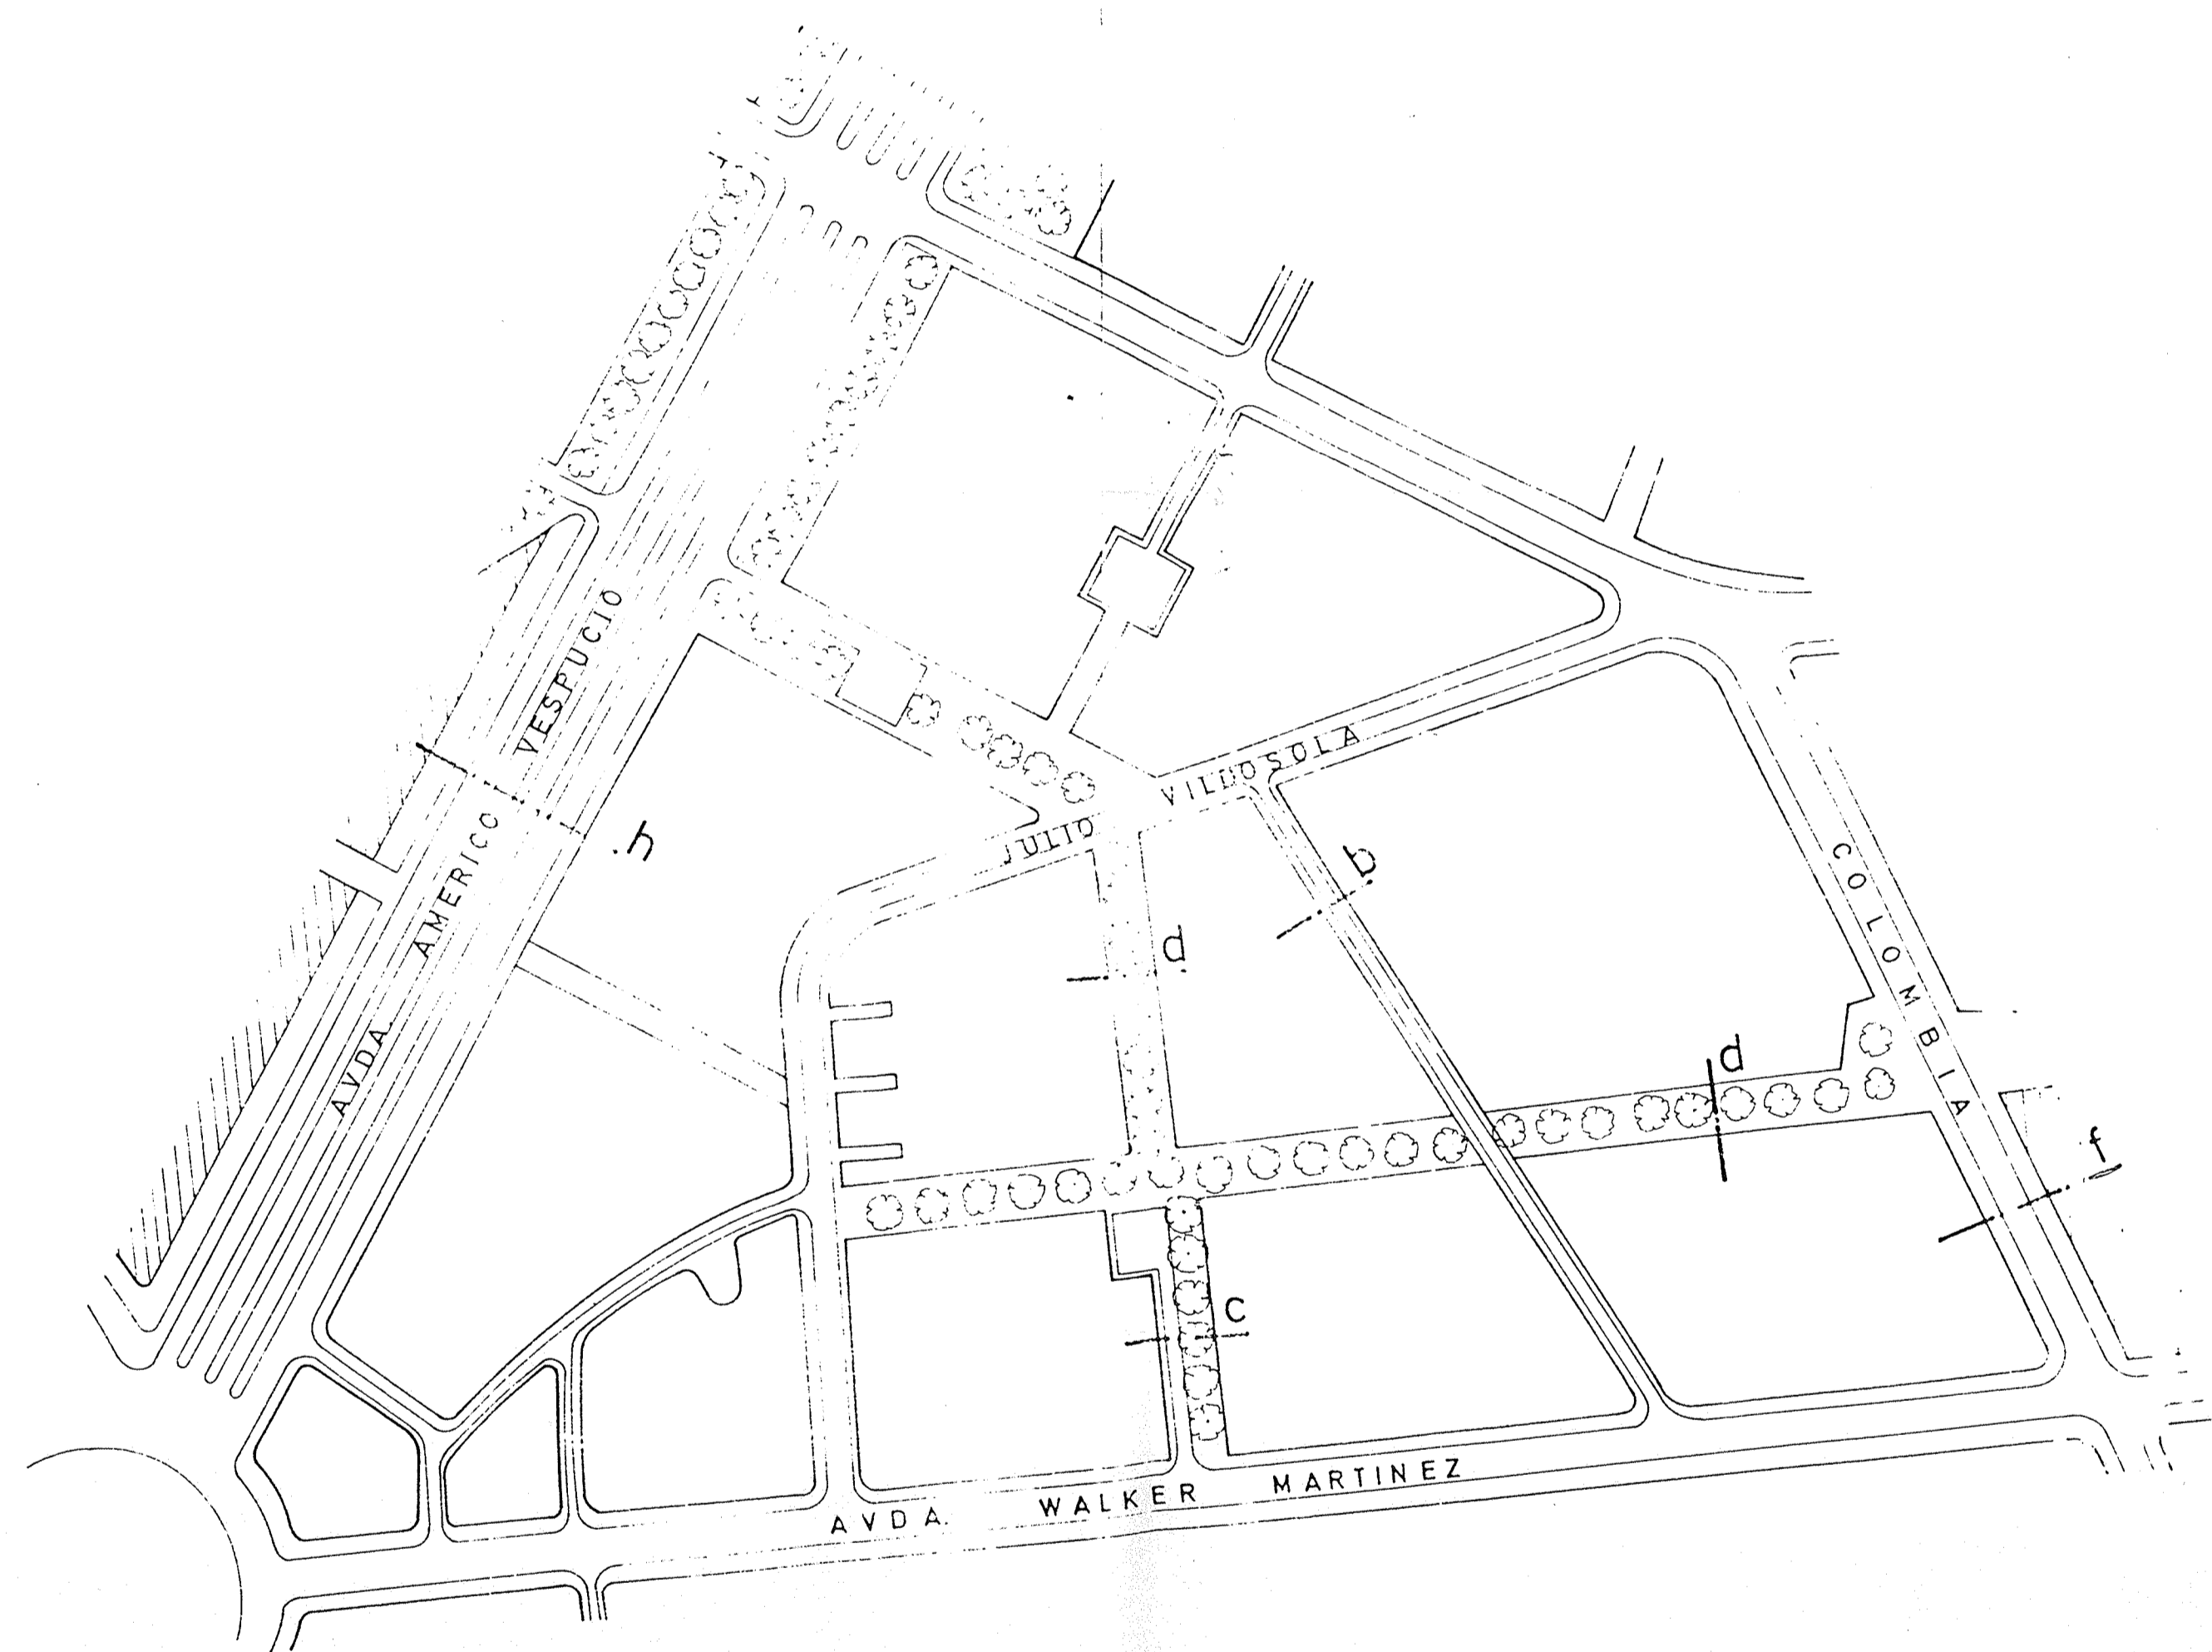 AVDA. AMERICO VESPUCIO
JULIO VILDOSOLA
COLOMBIA
h
b
d
d
f
c
AVDA. WALKER MARTINEZ